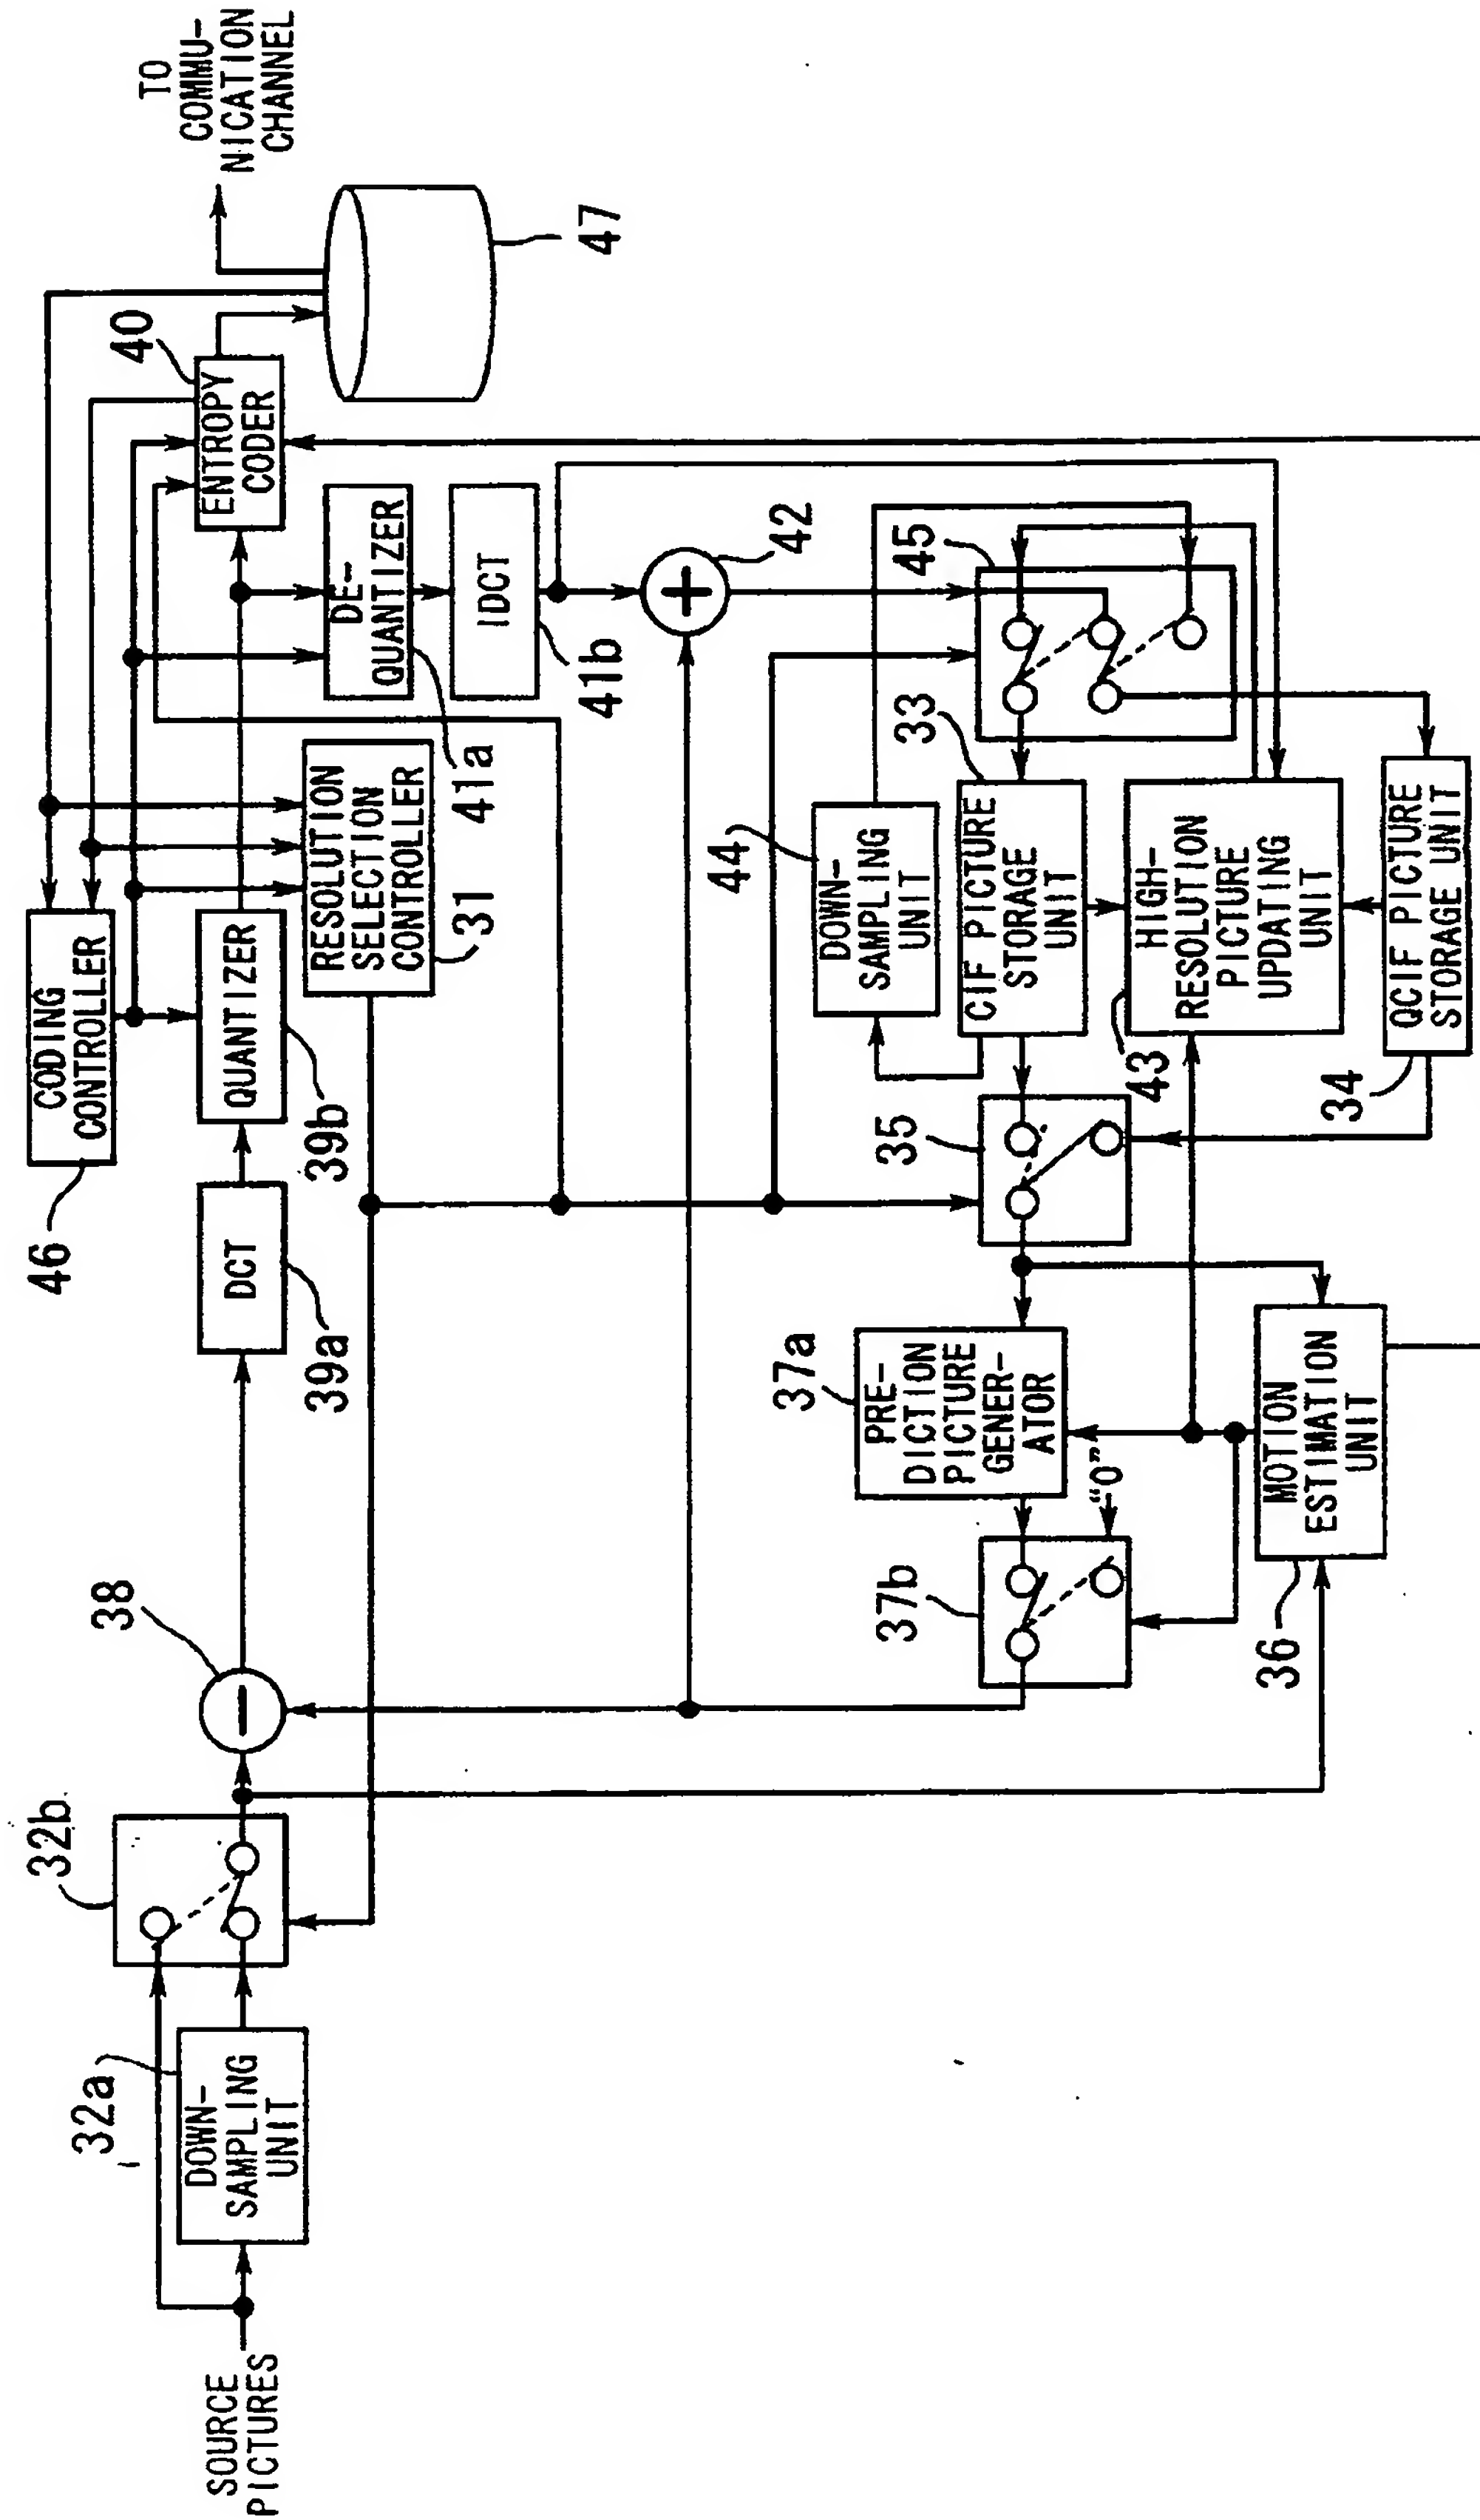 TO
COMMU-
NICATION
CHANNEL
47
40
ENTROPY
CODER
DE-
QUANTIZER
41a
IDCT
41b
42
45
46
CODING
CONTROLLER
QUANTIZER
39b
RESOLUTION
SELECTION
CONTROLLER
31
DCT
39a
44
DOWN-
SAMPLING
UNIT
33
CIF PICTURE
STORAGE
UNIT
HIGH-
RESOLUTION
PICTURE
UPDATING
UNIT
43
QCIF PICTURE
STORAGE UNIT
34
35
37a
PRE-
DICTION
PICTURE
GENER-
ATOR
"0"
37b
MOTION
ESTIMATION
UNIT
36
38
32b
32a
DOWN-
SAMPLING
UNIT
SOURCE
PICTURES